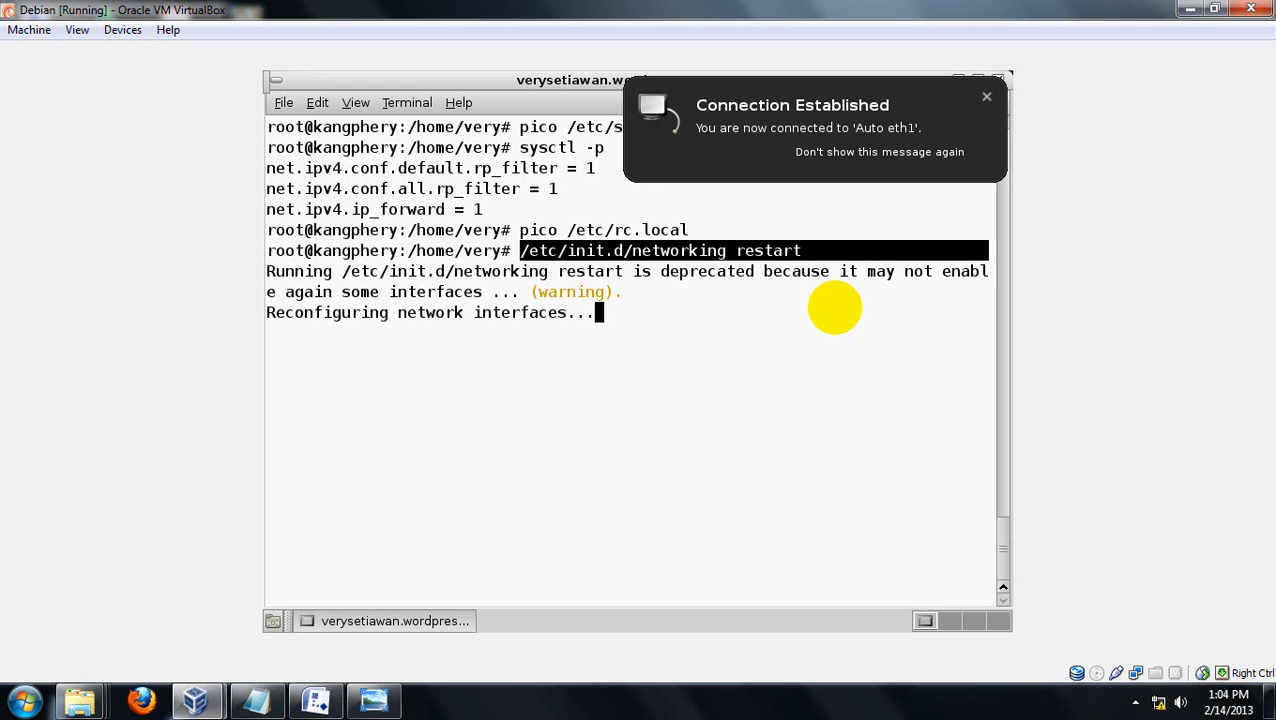 Debian [Running] - Oracle VM VirtualBox
Machine View Devices Help
File Edit View Terminal Help
Connection Established
You are now connected to 'Auto eth1'.
Don't show this message again
root@kangphery:/home/very# pico
root@kangphery:/home/very# sysctl -p
net.ipv4.conf.default.rp_filter = 1
net.ipv4.conf.all.rp_filter = 1
net.ipv4.ip_forward = 1
root@kangphery:/home/very# pico /etc/rc.local
root@kangphery:/home/very# /etc/init.d/networking restart
Running /etc/init.d/networking restart is deprecated because it may not enabl
e again some interfaces ... (warning).
Reconfiguring network interfaces...
verysetiawan.wordpres...
Right Ctrl
1:04 PM
2/14/2013